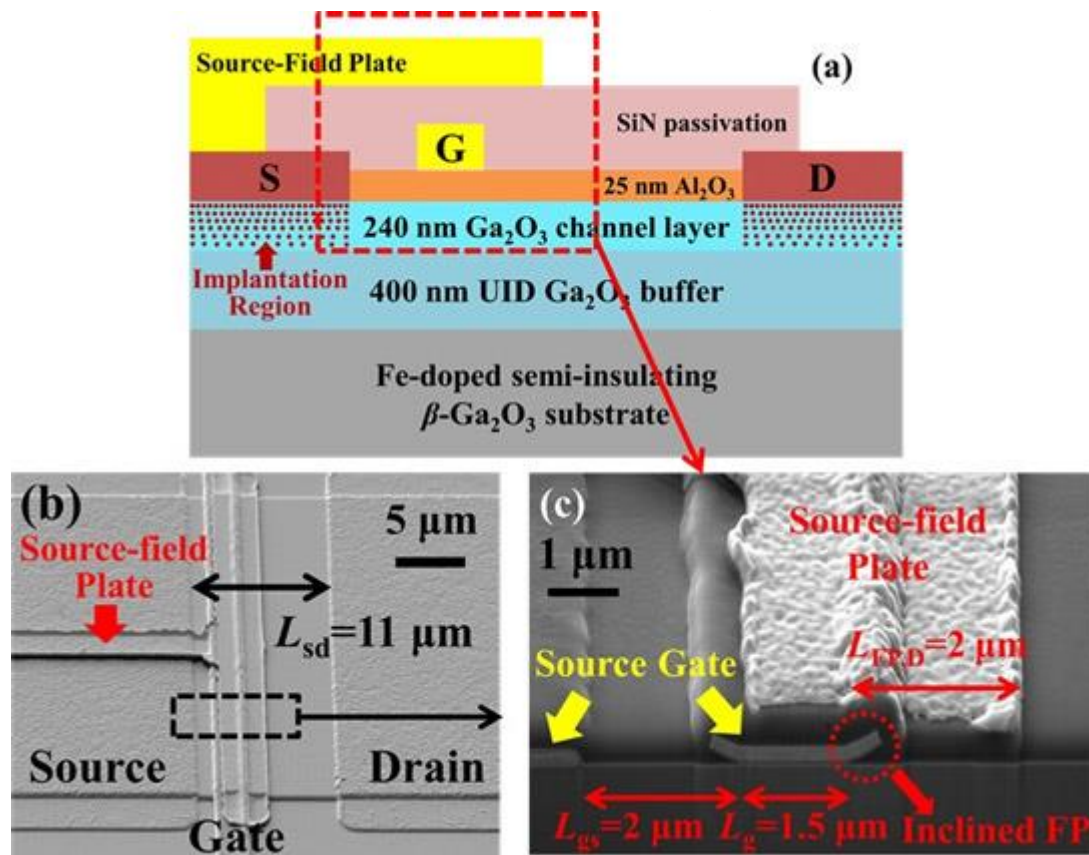 (a)
Source-Field Plate
SiN passivation
G
S
25 nm Al₂O₃
D
240 nm Ga₂O₃ channel layer
Implantation
Region
400 nm UID Ga₂O₃ buffer
Fe-doped semi-insulating
β-Ga₂O₃ substrate
(b)
Source-field
Plate
5 μm
Lsd=11 μm
Source
Drain
Gate
(c)
1 μm
Source-field
Plate
LFP,D=2 μm
Source Gate
Lgs=2 μm
Lg=1.5 μm
Inclined FP